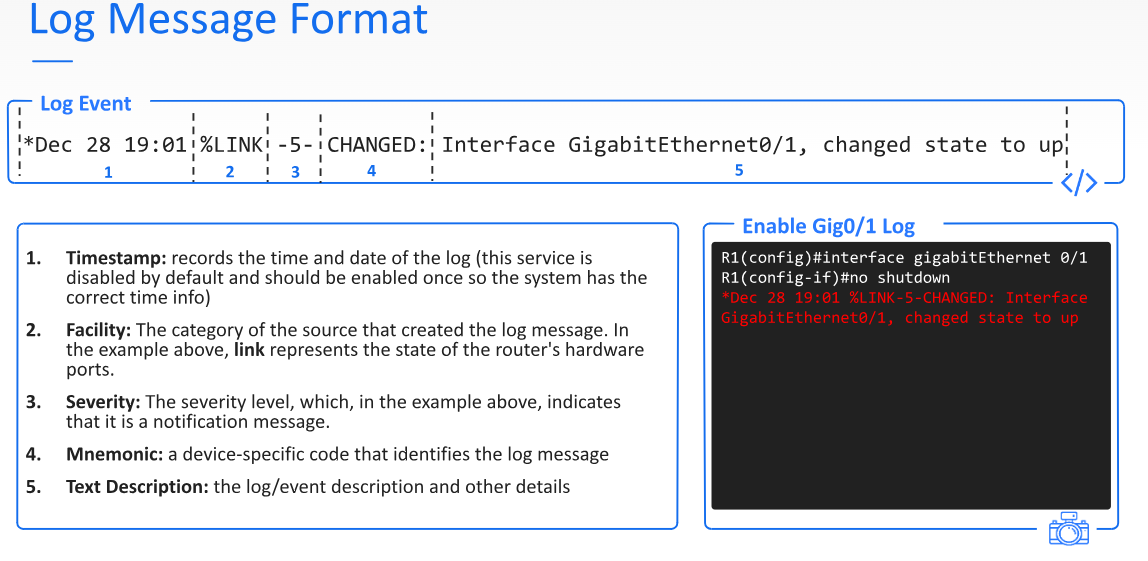 Log Message Format
Log Event
*Dec 28 19:01 %LINK -5- CHANGED: Interface GigabitEthernet0/1, changed state to up
1 2 3 4 5
</>
1. Timestamp: records the time and date of the log (this service is
disabled by default and should be enabled once so the system has the
correct time info)
2. Facility: The category of the source that created the log message. In
the example above, link represents the state of the router's hardware
ports.
3. Severity: The severity level, which, in the example above, indicates
that it is a notification message.
4. Mnemonic: a device-specific code that identifies the log message
5. Text Description: the log/event description and other details
Enable Gig0/1 Log
R1(config)#interface gigabitEthernet 0/1
R1(config-if)#no shutdown
*Dec 28 19:01 %LINK-5-CHANGED: Interface
GigabitEthernet0/1, changed state to up